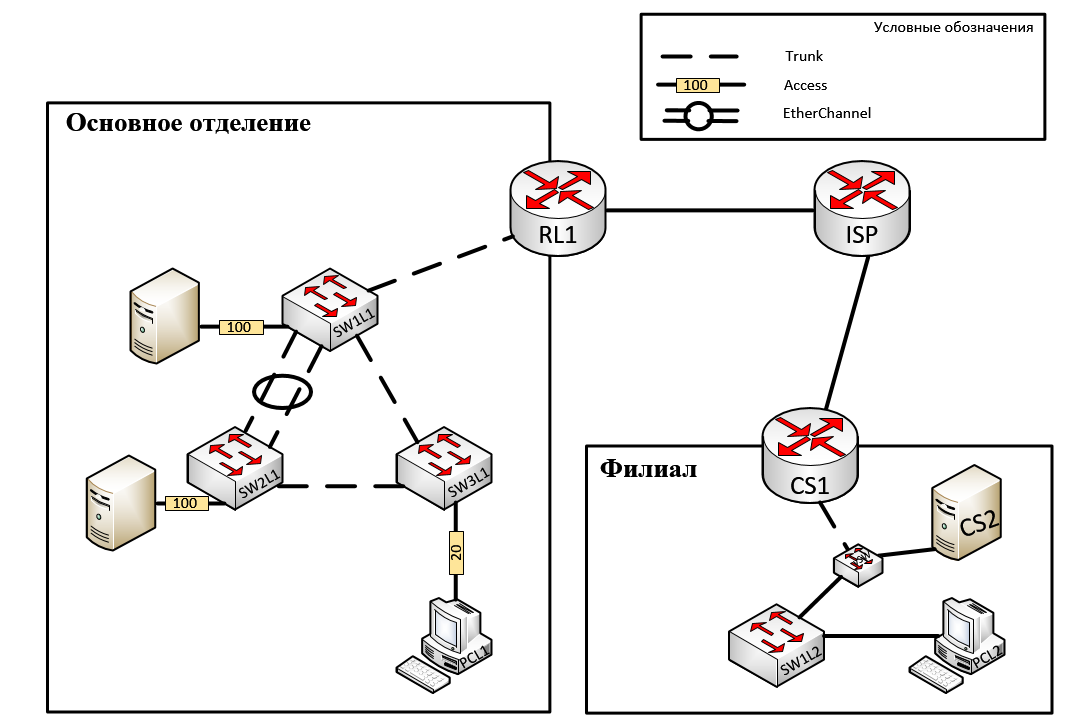 Условные обозначения
Trunk
100
Access
EtherChannel
Основное отделение
RL1
ISP
SW1L1
100
SW2L1
SW3L1
100
20
PCL1
CS1
Филиал
CS2
SW1L2
PCL2